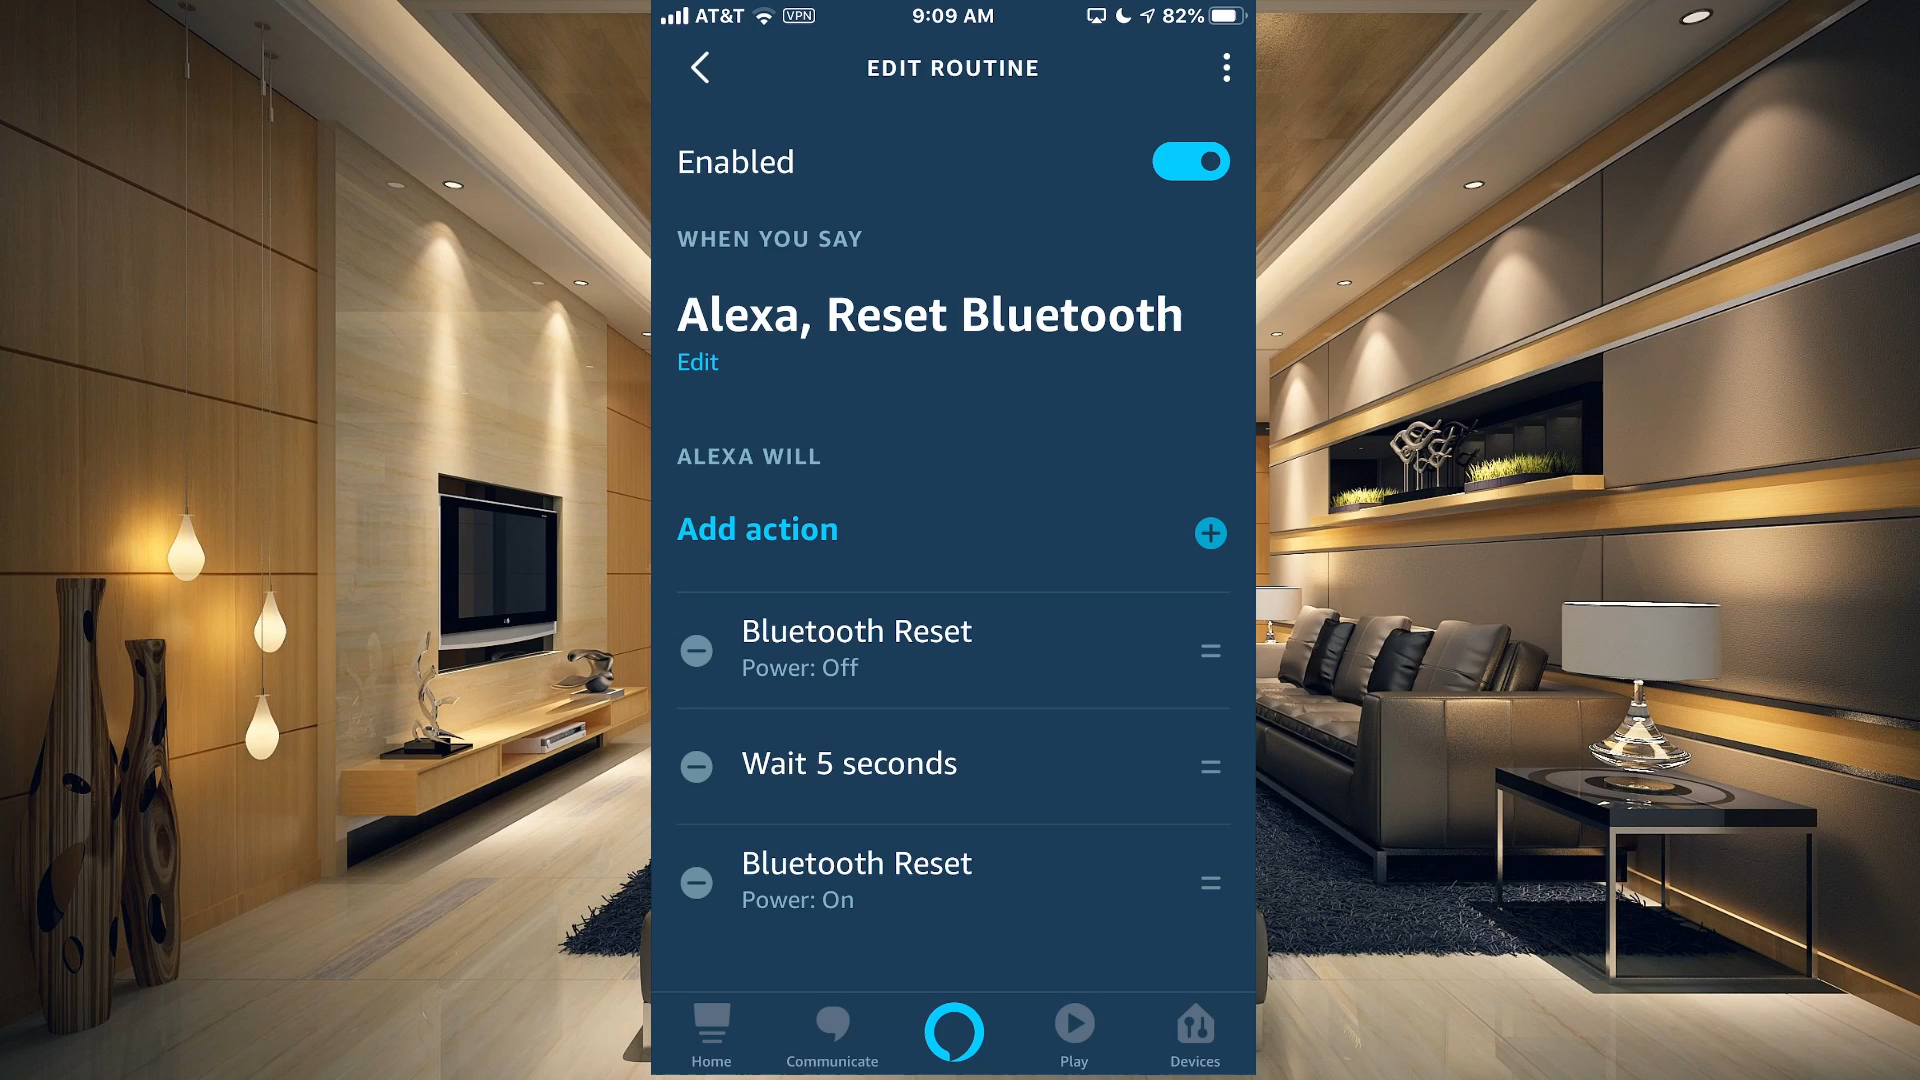 AT&T VPN 9:09 AM 82%
EDIT ROUTINE
Enabled
WHEN YOU SAY
Alexa, Reset Bluetooth
Edit
ALEXA WILL
Add action
Bluetooth Reset
Power: Off
Wait 5 seconds
Bluetooth Reset
Power: On
Home Communicate Play Devices